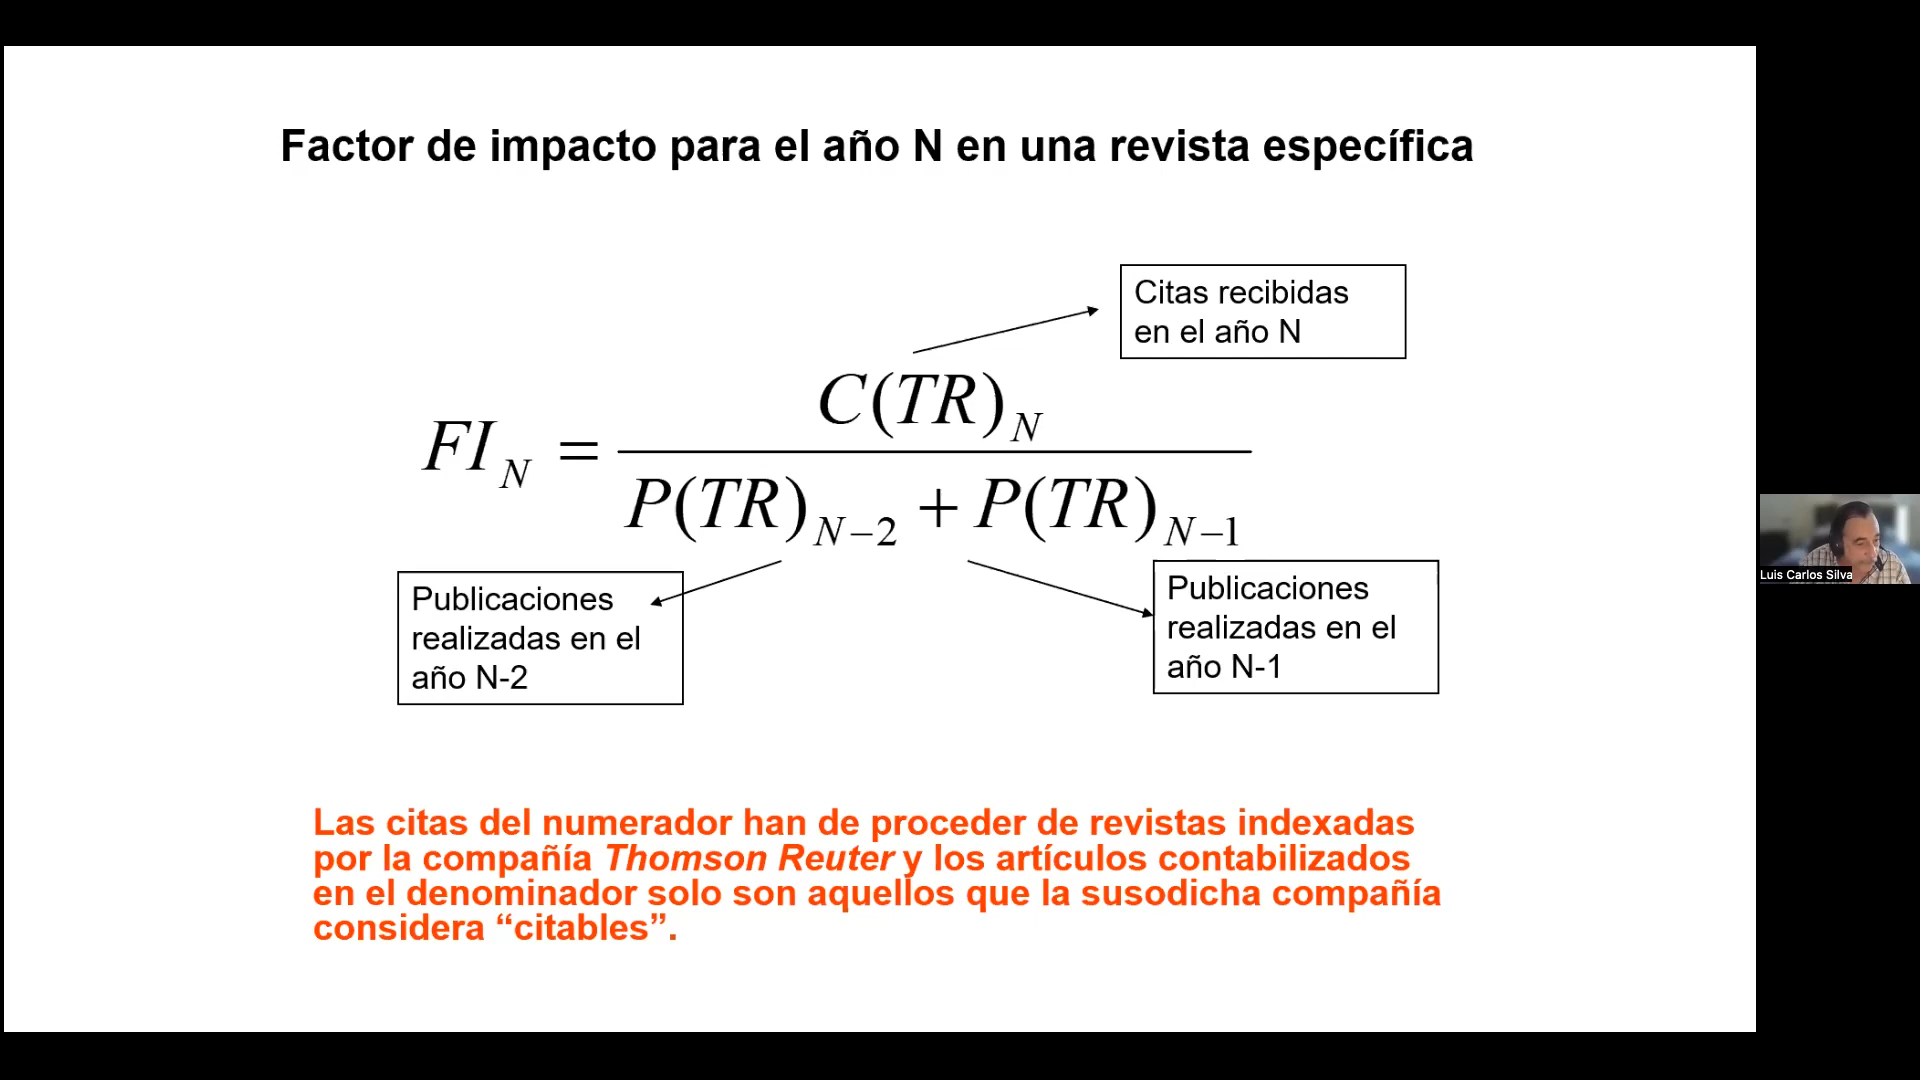 Factor de impacto para el año N en una revista específica
Citas recibidas
en el año N
FI_N = C(TR)_N / P(TR)_{N-2} + P(TR)_{N-1}
Publicaciones
realizadas en el
año N-2
Publicaciones
realizadas en el
año N-1
Luis Carlos Silva
Las citas del numerador han de proceder de revistas indexadas
por la compañía Thomson Reuter y los artículos contabilizados
en el denominador solo son aquellos que la susodicha compañía
considera “citables”.